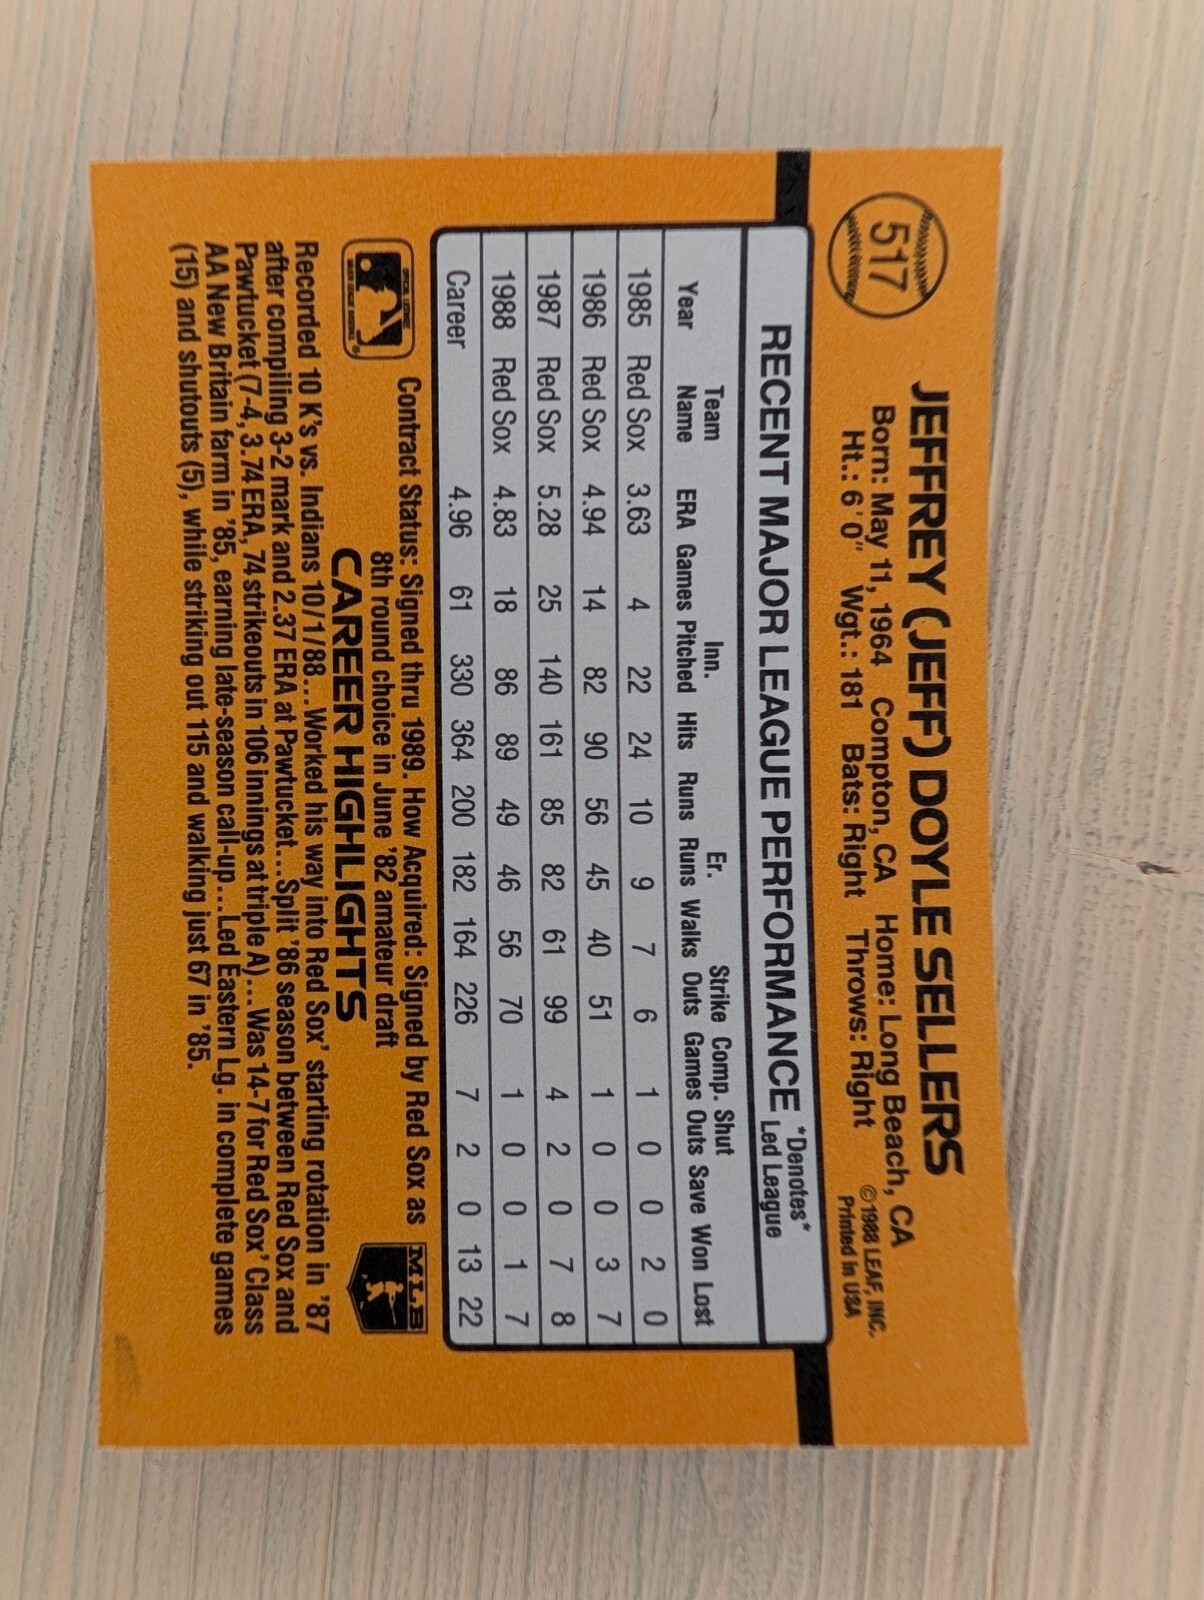 517
JEFFREY (JEFF) DOYLE SELLERS
Born: May 11, 1964 Compton, CA Home: Long Beach, CA
Ht.: 6'0" Wgt.: 181 Bats: Right Throws: Right
©1988 LEAF, INC.
Printed in USA
RECENT MAJOR LEAGUE PERFORMANCE *Denotes* Led League
Team Inn. Er. Strike Comp. Shut
Year Name ERA Games Pitched Hits Runs Runs Walks Outs Games Outs Save Won Lost
1985 Red Sox 3.63 4 22 24 10 9 7 6 1 0 0 2 0
1986 Red Sox 4.94 14 82 90 56 45 40 51 1 0 0 3 7
1987 Red Sox 5.28 25 140 161 85 82 61 99 4 2 0 7 8
1988 Red Sox 4.83 18 86 89 49 46 56 70 1 0 0 1 7
Career 4.96 61 330 364 200 182 164 226 7 2 0 13 22
Contract Status: Signed thru 1989. How Acquired: Signed by Red Sox as
8th round choice in June '82 amateur draft
MLB
CAREER HIGHLIGHTS
Recorded 10 K's vs. Indians 10/1/88...Worked his way into Red Sox' starting rotation in '87
after compiling 3-2 mark and 2.37 ERA at Pawtucket...Split '86 season between Red Sox and
Pawtucket (7-4, 3.74 ERA, 74 strikeouts in 106 innings at triple A)...Was 14-7 for Red Sox' Class
AA New Britain farm in '85, earning late-season call-up...Led Eastern Lg. in complete games
(15) and shutouts (5), while striking out 115 and walking just 67 in '85.